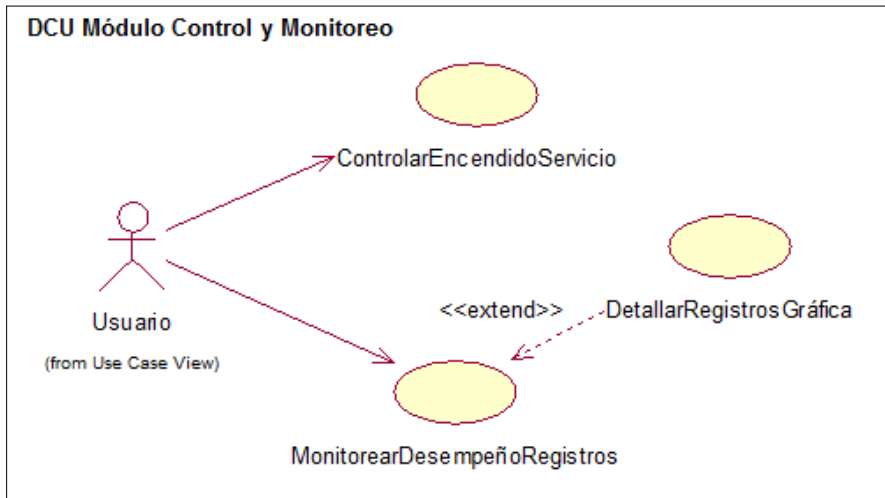 DCU Módulo Control y Monitoreo
ControlarEncendidoServicio
Usuario
(from Use Case View)
<<extend>>
DetallarRegistrosGráfica
MonitorearDesempeñoRegistros